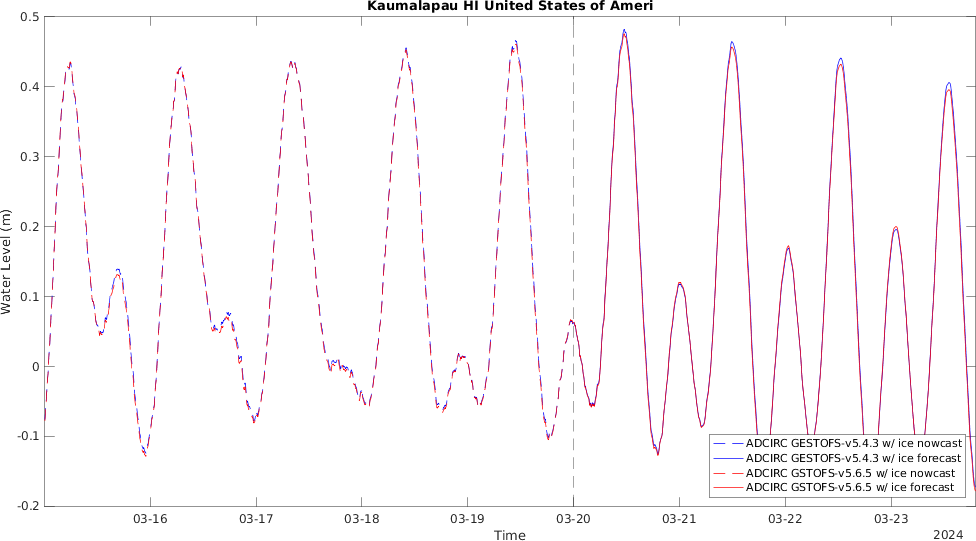 Kaumalapau HI United States of Ameri
Water Level (m)
0.5
0.4
0.3
0.2
0.1
0
-0.1
-0.2
03-16 03-17 03-18 03-19 03-20 03-21 03-22 03-23
Time
2024
ADCIRC GESTOFS-v5.4.3 w/ ice nowcast
ADCIRC GESTOFS-v5.4.3 w/ ice forecast
ADCIRC GSTOFS-v5.6.5 w/ ice nowcast
ADCIRC GSTOFS-v5.6.5 w/ ice forecast